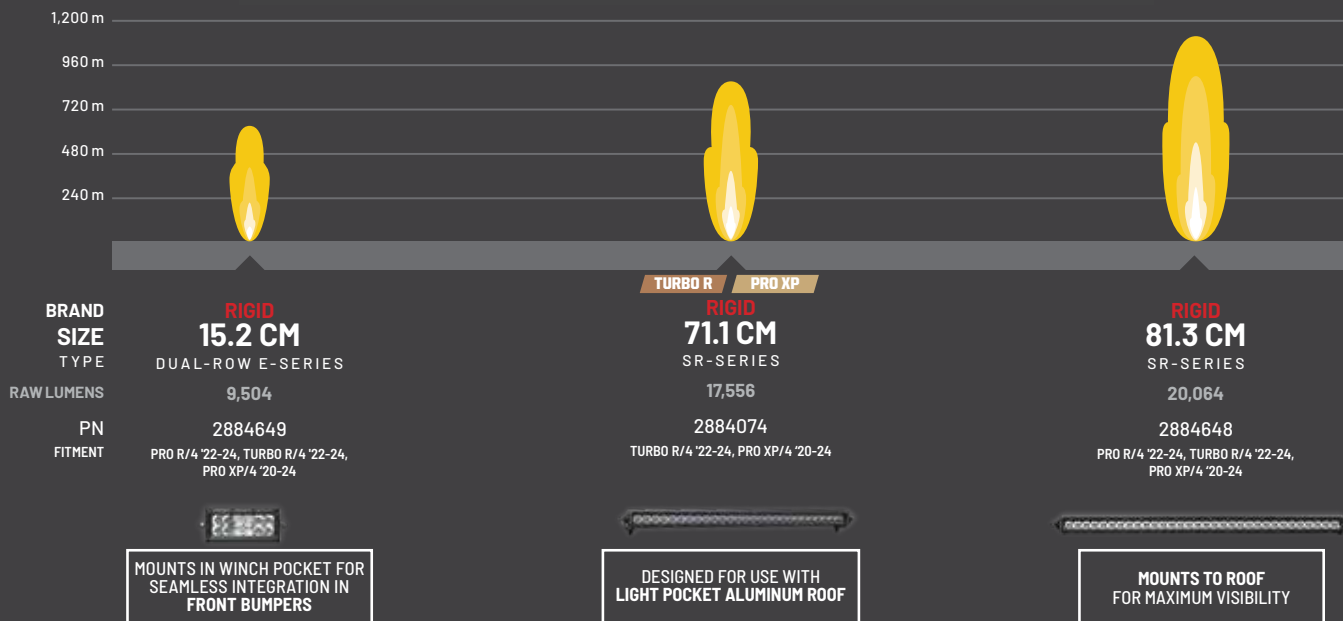 1,200 m
960 m
720 m
480 m
240 m
TURBO R PRO XP
BRAND RIGID RIGID RIGID
SIZE 15.2 CM 71.1 CM 81.3 CM
TYPE DUAL-ROW E-SERIES SR-SERIES SR-SERIES
RAW LUMENS 9,504 17,556 20,064
PN 2884649 2884074 2884648
FITMENT PRO R/4 '22-24, TURBO R/4 '22-24, TURBO R/4 '22-24, PRO XP/4 '20-24 PRO R/4 '22-24, TURBO R/4 '22-24,
PRO XP/4 '20-24 PRO XP/4 '20-24
MOUNTS IN WINCH POCKET FOR
SEAMLESS INTEGRATION IN
FRONT BUMPERS
DESIGNED FOR USE WITH
LIGHT POCKET ALUMINUM ROOF
MOUNTS TO ROOF
FOR MAXIMUM VISIBILITY